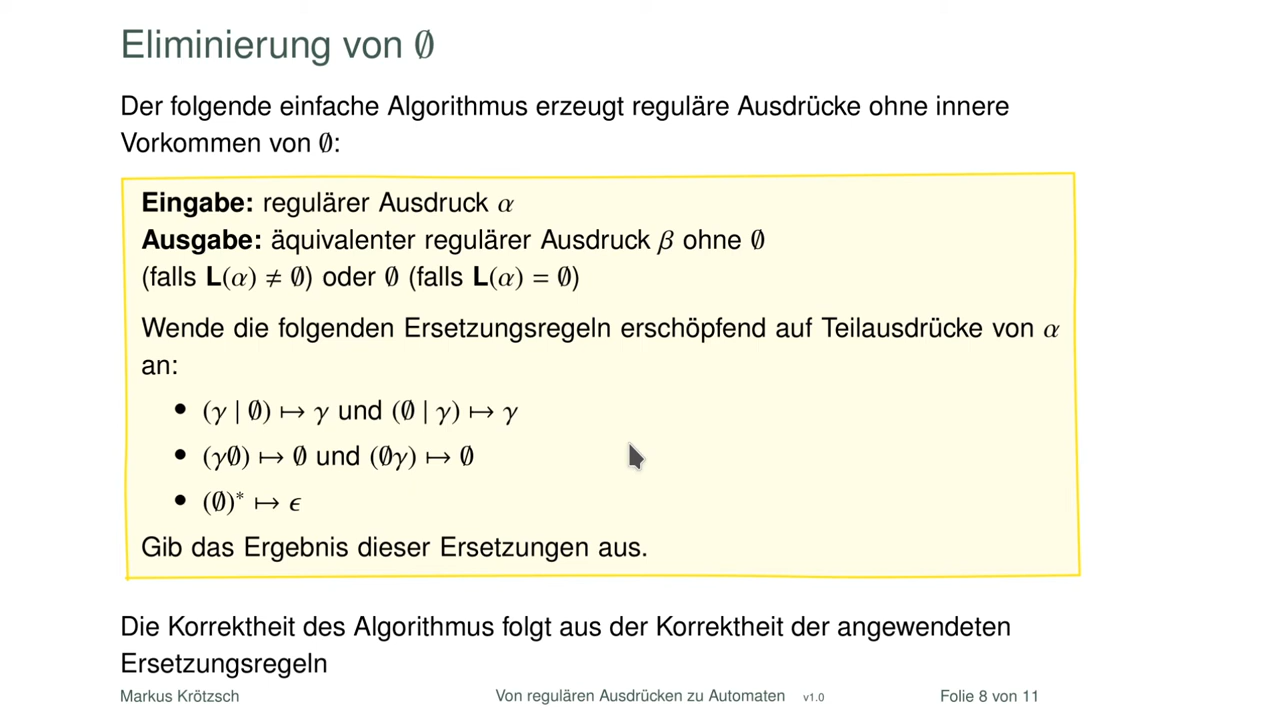 Eliminierung von ∅
Der folgende einfache Algorithmus erzeugt reguläre Ausdrücke ohne innere
Vorkommen von ∅:
Eingabe: regulärer Ausdruck α
Ausgabe: äquivalenter regulärer Ausdruck β ohne ∅
(falls L(α) ≠ ∅) oder ∅ (falls L(α) = ∅)
Wende die folgenden Ersetzungsregeln erschöpfend auf Teilausdrücke von α
an:
• (γ | ∅) ↦ γ und (∅ | γ) ↦ γ
• (γ∅) ↦ ∅ und (∅γ) ↦ ∅
• (∅)* ↦ ϵ
Gib das Ergebnis dieser Ersetzungen aus.
Die Korrektheit des Algorithmus folgt aus der Korrektheit der angewendeten
Ersetzungsregeln
Markus Krötzsch Von regulären Ausdrücken zu Automaten v1.0 Folie 8 von 11